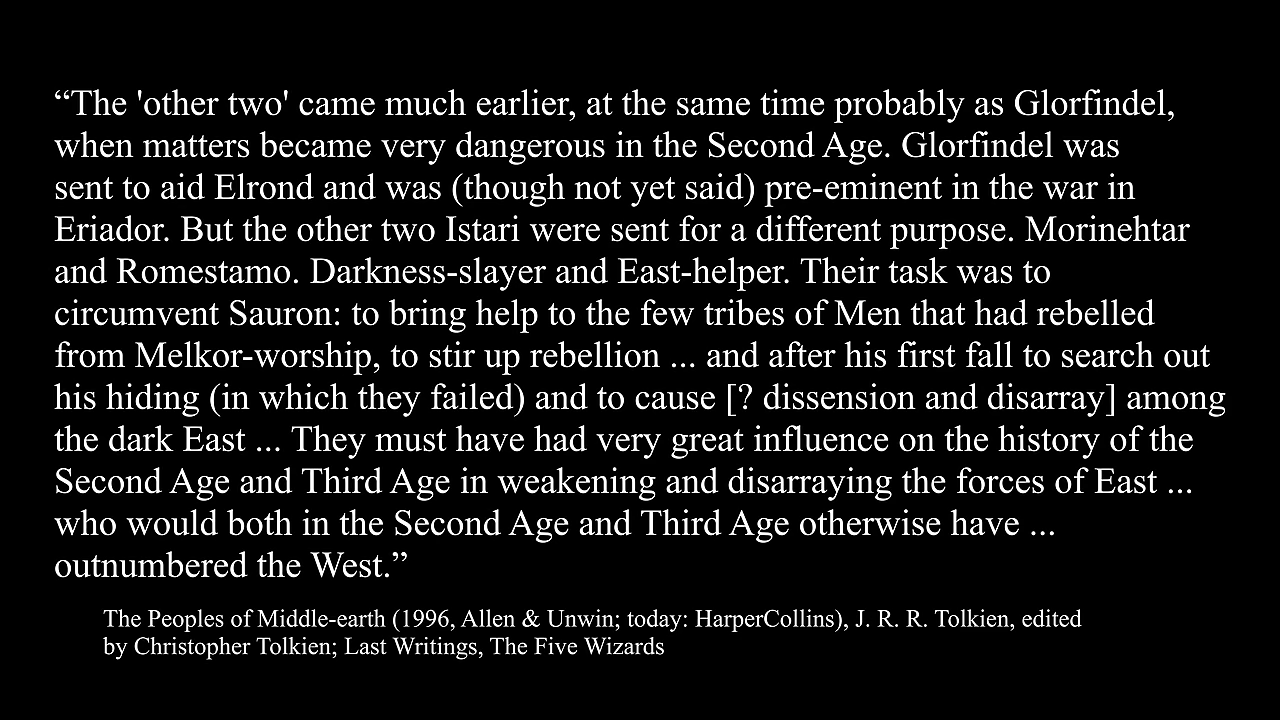 “The 'other two' came much earlier, at the same time probably as Glorfindel,
when matters became very dangerous in the Second Age. Glorfindel was
sent to aid Elrond and was (though not yet said) pre-eminent in the war in
Eriador. But the other two Istari were sent for a different purpose. Morinehtar
and Romestamo. Darkness-slayer and East-helper. Their task was to
circumvent Sauron: to bring help to the few tribes of Men that had rebelled
from Melkor-worship, to stir up rebellion ... and after his first fall to search out
his hiding (in which they failed) and to cause [? dissension and disarray] among
the dark East ... They must have had very great influence on the history of the
Second Age and Third Age in weakening and disarraying the forces of East ...
who would both in the Second Age and Third Age otherwise have ...
outnumbered the West.”
The Peoples of Middle-earth (1996, Allen & Unwin; today: HarperCollins), J. R. R. Tolkien, edited
by Christopher Tolkien; Last Writings, The Five Wizards